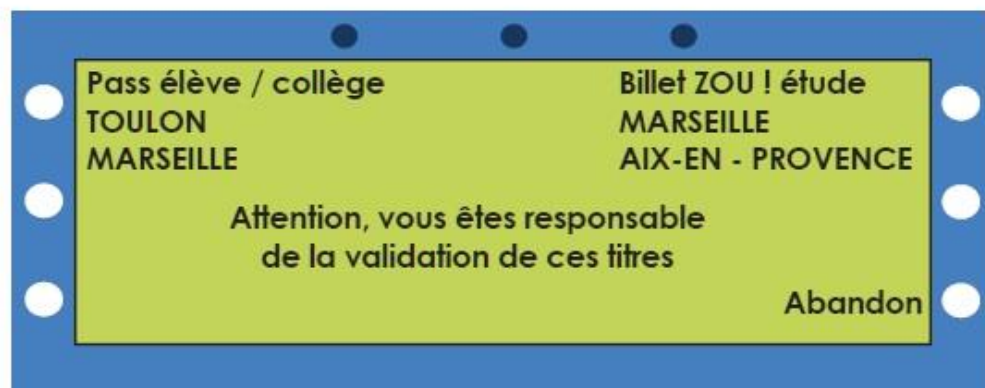 Pass élève / collège
TOULON
MARSEILLE
Billet ZOU ! étude
MARSEILLE
AIX-EN - PROVENCE
Attention, vous êtes responsable
de la validation de ces titres
Abandon